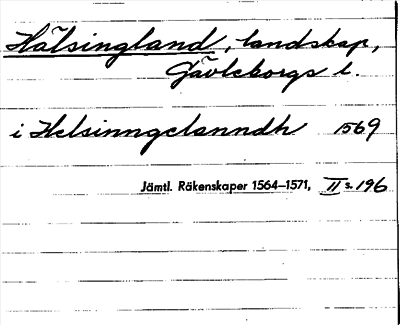 Hälsingland, landskap,
Gävleborgs l.
i Helsinngelanndh 1569
Jämtl. Räkenskaper 1564–1571, II s. 196